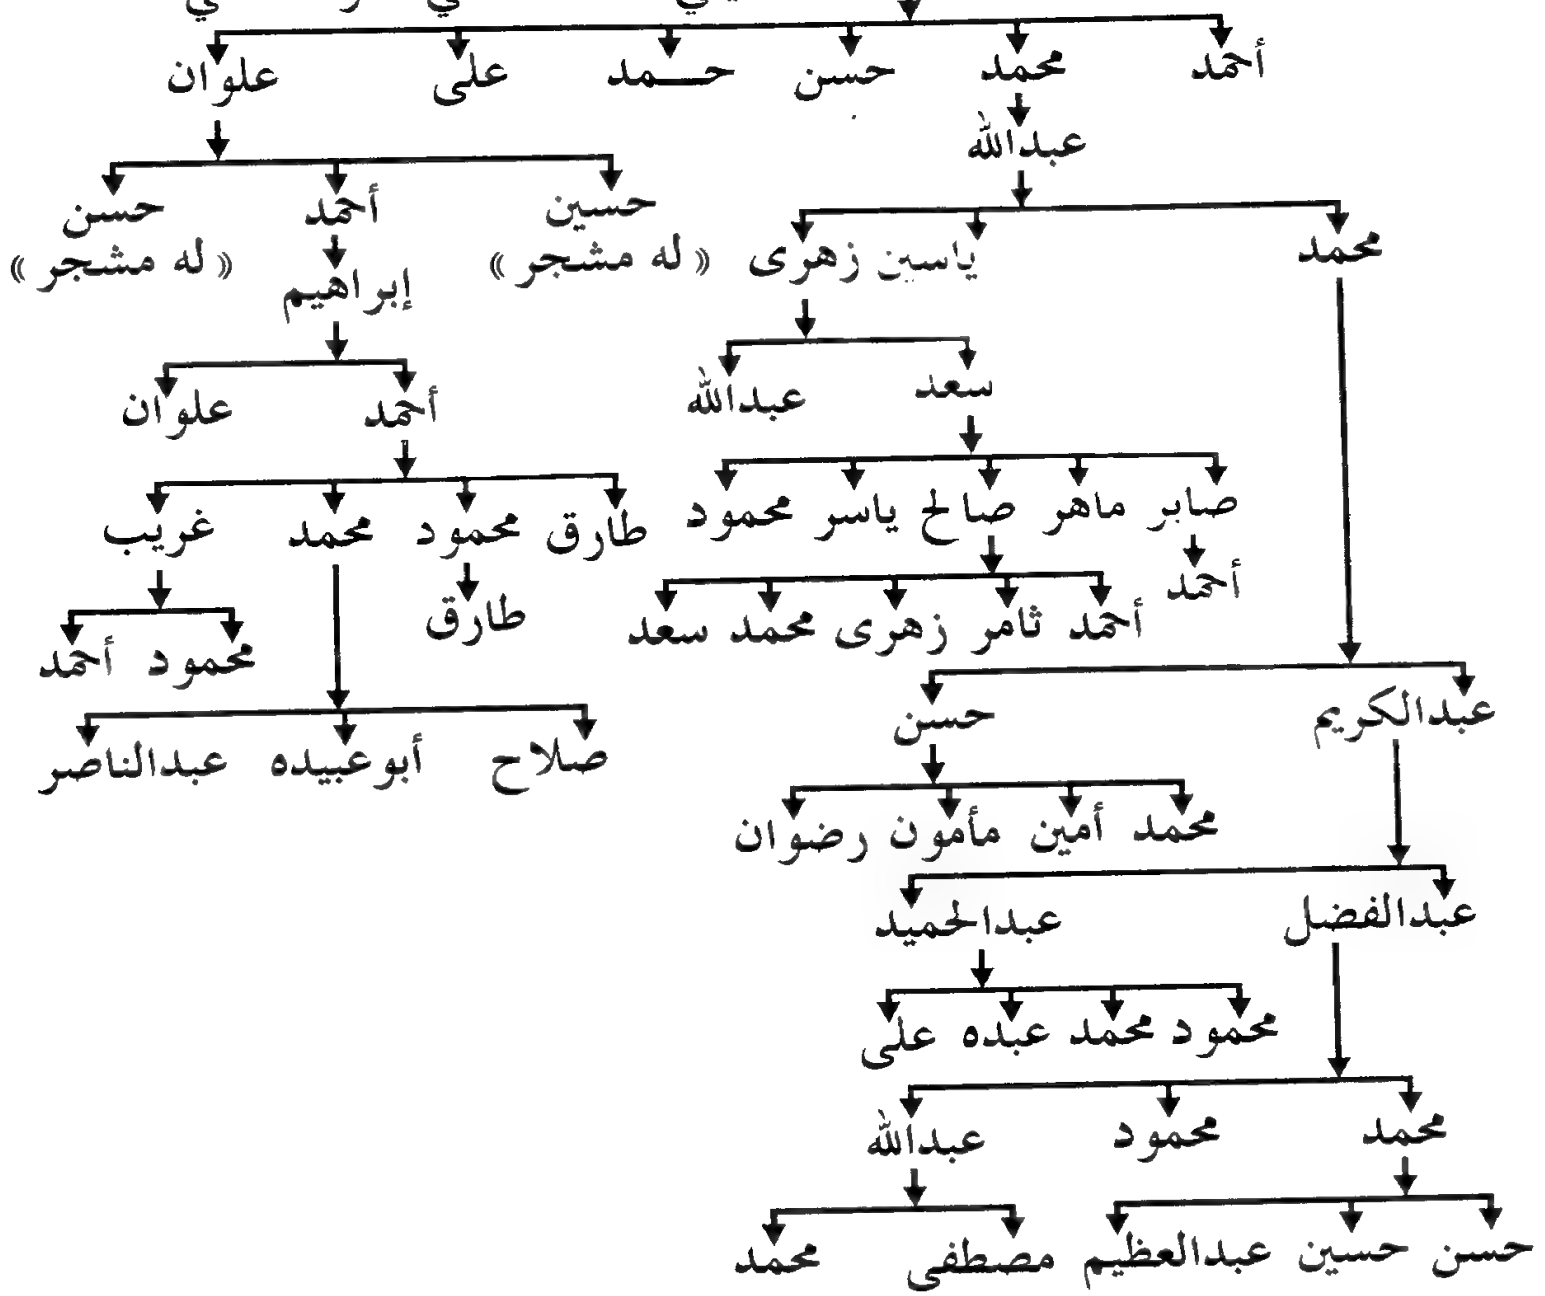 أحمد محمد حسن حـــمد على علوان
عبدالله
حسين أحمد حسن
محمد ياسين زهرى « له مشجر » « له مشجر »
إبراهيم
سعد عبدالله أحمد علوان
صابر ماهر صالح ياسر محمود طارق محمود محمد غريب
أحمد
أحمد ثامر زهرى محمد سعد طارق محمود أحمد
عبدالكريم حسن
صلاح أبوعبيده عبدالناصر
محمد أمين مأمون رضوان
عبدالفضل عبدالحميد
محمود محمد عبده على
محمد محمود عبدالله
حسن حسين عبدالعظيم مصطفى محمد